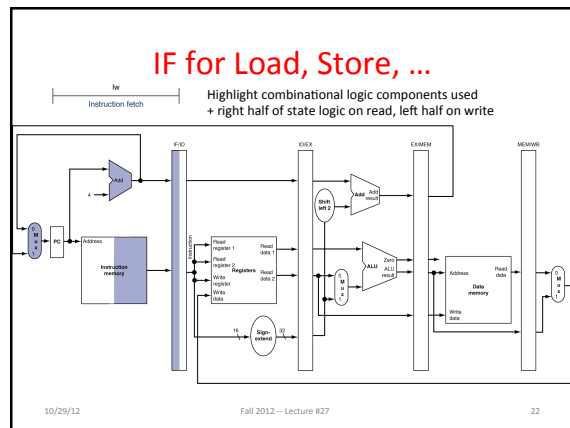 IF for Load, Store, …
lw
Instruction fetch
Highlight combinational logic components used
+ right half of state logic on read, left half on write
IF/ID
ID/EX
EX/MEM
MEM/WB
Add
4
Shift
left 2
Add
Add
result
0
M
u
x
1
PC
Address
Instruction
memory
Instruction
Read
register 1
Read
register 2
Write
register
Write
data
Registers
Read
data 1
Read
data 2
0
M
u
x
1
Zero
ALU
ALU
result
Address
Data
memory
Write
data
Read
data
0
M
u
x
1
16
Sign-
extend
32
10/29/12
Fall 2012 -- Lecture #27
22